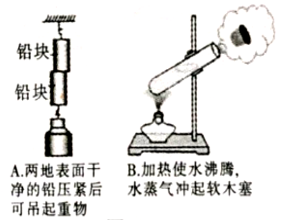 铅块
铅块
A.两地表面干
净的铅压紧后
可吊起重物
B.加热使水沸腾,
水蒸气冲起软木塞